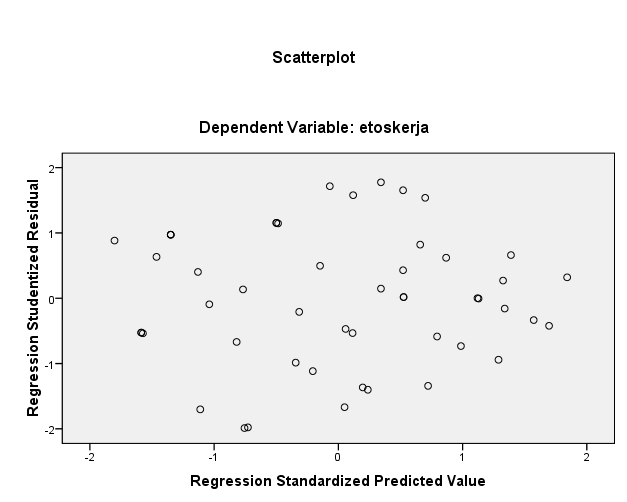 Scatterplot
Dependent Variable: etoskerja
Regression Studentized Residual
2
1
0
-1
-2
-2
-1
0
1
2
Regression Standardized Predicted Value